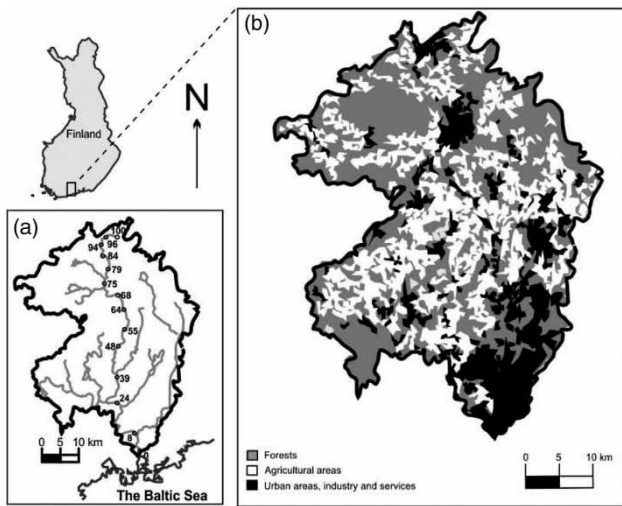 Finland
N
(a)
100
94
96
84
79
75
68
64
55
48
39
24
8
0
0 5 10 km
The Baltic Sea
(b)
Forests
Agricultural areas
Urban areas, industry and services
0 5 10 km